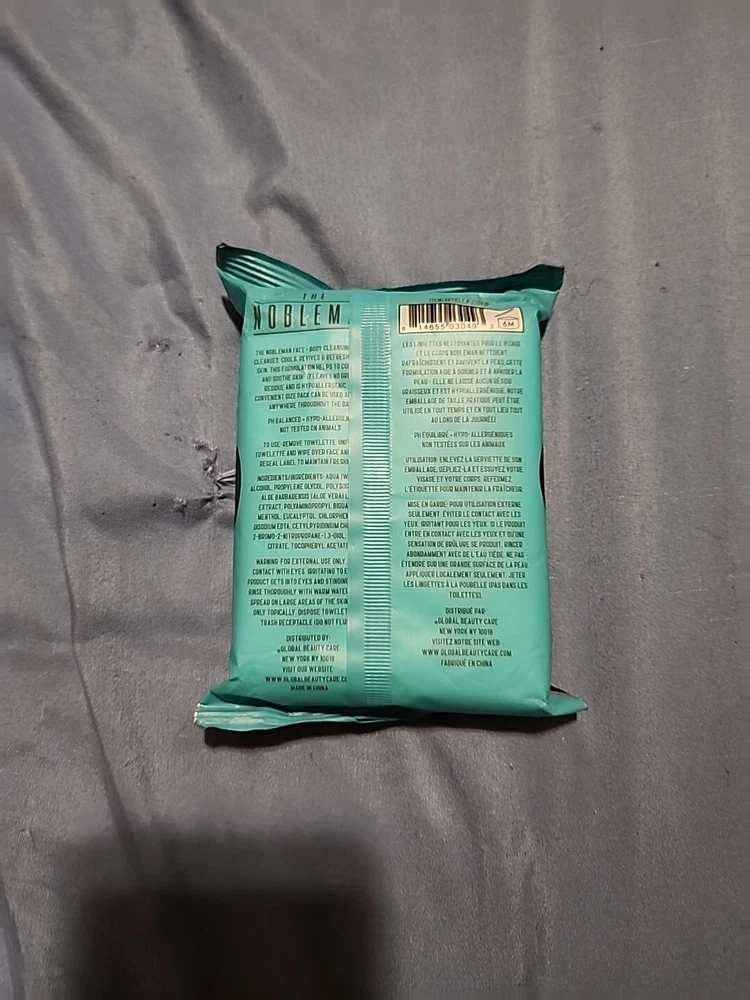 THE
NOBLEM
THE NOBLEMAN FACE + BODY CLEANSING
CLEANSES, COOLS, REVIVES & REFRESH
SKIN. THIS FORMULATION HELPS TO
AND SOOTHE SKIN. IT LEAVES NO
RESIDUE AND IS HYPOALLERGENIC.
CONVENIENT SIZE PACK CAN BE USED
ANYWHERE THROUGHOUT THE DA
PH BALANCED + HYPO-ALLERGEN
NOT TESTED ON ANIMALS
TO USE: REMOVE TOWELETTE, UNF
TOWELETTE AND WIPE OVER FACE AN
RESEAL LABEL TO MAINTAIN FRESH
INGREDIENTS/INGRÉDIENTS: AQUA (W
ALCOHOL, PROPYLENE GLYCOL, POLYSO
ALOE BARBADENSIS (ALOE VERA) L
EXTRACT, POLYAMINOPROPYL BIGUA
MENTHOL, EUCALYPTOL, CHLORPHEN
DISODIUM EDTA, CETYLPYRIDINIUM CH
2-BROMO-2-NITROPROPANE-1,3-DIOL,
CITRATE, TOCOPHERYL ACETATE
WARNING: FOR EXTERNAL USE ONLY
CONTACT WITH EYES. IRRITATING TO E
PRODUCT GETS INTO EYES AND STINGING
RINSE THOROUGHLY WITH WARM WATER
SPREAD ON LARGE AREAS OF THE SKIN
ONLY TOPICALLY. DISPOSE TOWELET
TRASH RECEPTACLE (DO NOT FLU
DISTRIBUTED BY:
GLOBAL BEAUTY CARE
NEW YORK NY 10018
VISIT OUR WEBSITE:
WWW.GLOBALBEAUTYCARE.CO
MADE IN CHINA
ITEM/ARTICLE #
8 14655 03049 3
6M
LES LINGETTES NETTOYANTES POUR LE VISAGE
ET LE CORPS NOBLEMAN NETTOIENT,
RAFRAÎCHISSENT ET RAVIVENT LA PEAU. CETTE
FORMULATION AIDE À SOIGNER ET À APAISER LA
PEAU - ELLE NE LAISSE AUCUN RÉSIDU
GRAISSEUX ET EST HYPOALLERGÉNIQUE. NOTRE
EMBALLAGE DE TAILLE PRATIQUE PEUT ÊTRE
UTILISÉ EN TOUT TEMPS ET EN TOUT LIEU TOUT
AU LONG DE LA JOURNÉE!
PH ÉQUILIBRÉ + HYPO-ALLERGÉNIQUES
NON TESTÉES SUR LES ANIMAUX
UTILISATION: ENLEVEZ LA SERVIETTE DE SON
EMBALLAGE, DÉPLIEZ-LA ET ESSUYEZ VOTRE
VISAGE ET VOTRE CORPS. REFERMEZ
L'ÉTIQUETTE POUR MAINTENIR LA FRAÎCHEUR.
MISE EN GARDE: POUR UTILISATION EXTERNE
SEULEMENT. ÉVITER LE CONTACT AVEC LES
YEUX. IRRITANT POUR LES YEUX. SI LE PRODUIT
ENTRE EN CONTACT AVEC LES YEUX ET QU'UNE
SENSATION DE BRÛLURE SE PRODUIT, RINCER
ABONDAMMENT AVEC DE L'EAU TIÈDE. NE PAS
ÉTENDRE SUR UNE GRANDE SURFACE DE LA PEAU
APPLIQUER LOCALEMENT SEULEMENT. JETER
LES LINGETTES À LA POUBELLE (PAS DANS LES
TOILETTES).
DISTRIBUÉ PAR:
GLOBAL BEAUTY CARE
NEW YORK NY 10018
VISITEZ NOTRE SITE WEB:
WWW.GLOBALBEAUTYCARE.COM
FABRIQUÉ EN CHINA